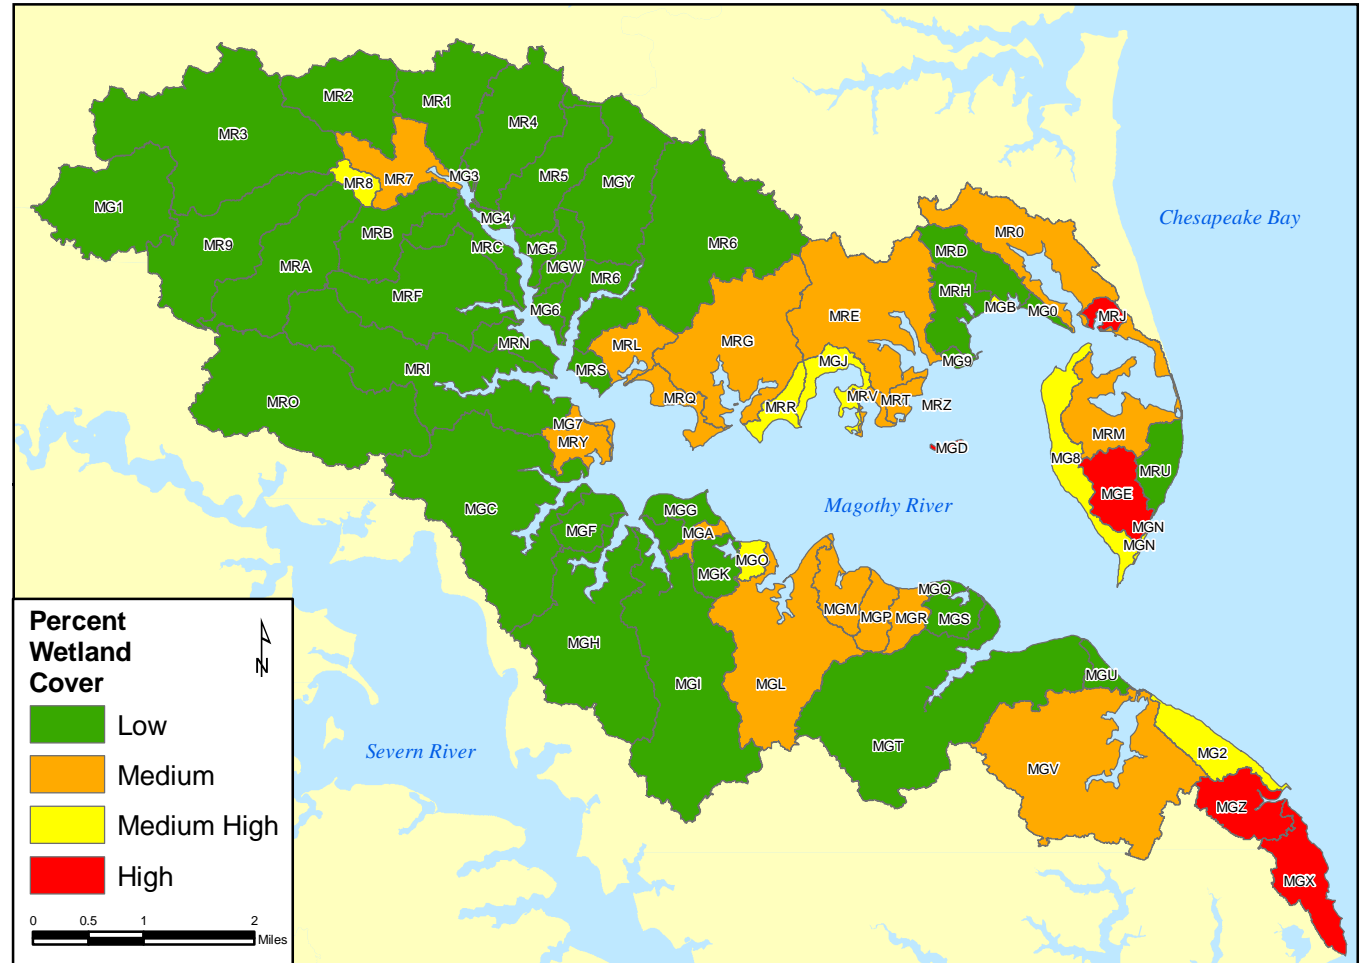 MR2
MR1
MR4
MR3
MR8
MR7
MG3
MR5
MGY
MG1
MG4
MR9
MRB
MRC
MG5
MR6
MRA
MGW
MR6
MRF
MG6
MRN
MRL
MRG
MRE
MRI
MRS
MRO
MRQ
MRR
MGJ
MRV
MRT
MRZ
MG7
MRY
MGD
MR0
MRD
MRH
MGB
MG0
MRJ
MG9
Chesapeake Bay
MRM
MG8
MRU
MGE
MGN
MGN
Magothy River
MGC
MGG
MGF
MGA
MGK
MGO
MGM
MGP
MGR
MGQ
MGS
MGH
MGI
MGL
MGT
MGU
MGV
MG2
MGZ
MGX
Severn River
Percent
Wetland
Cover
N
Low
Medium
Medium High
High
0 0.5 1 2
Miles